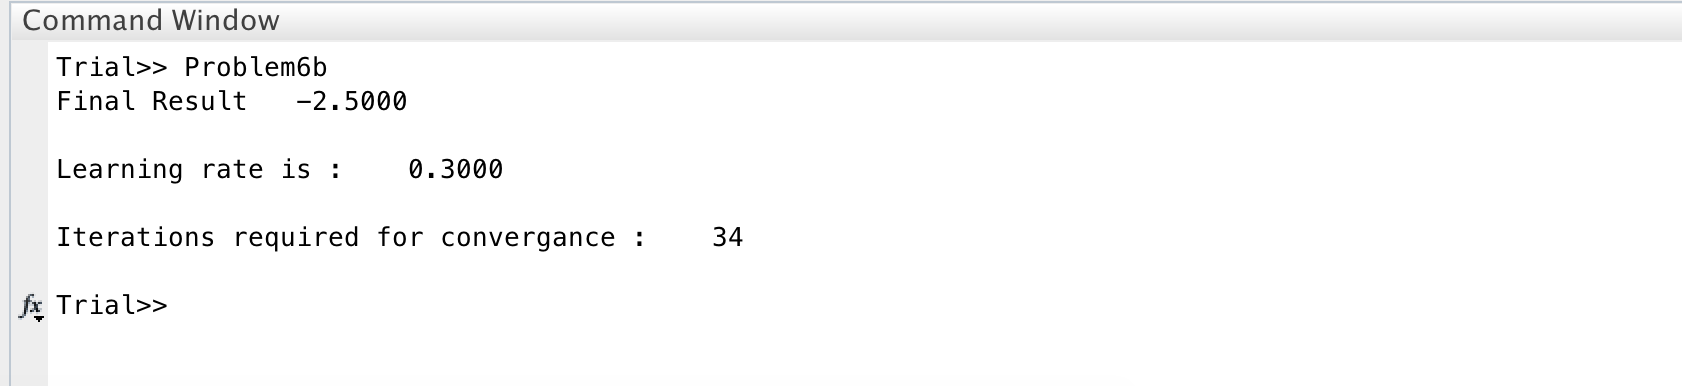 Command Window
Trial>> Problem6b
Final Result   -2.5000
Learning rate is :    0.3000
Iterations required for convergance :    34
fx Trial>>